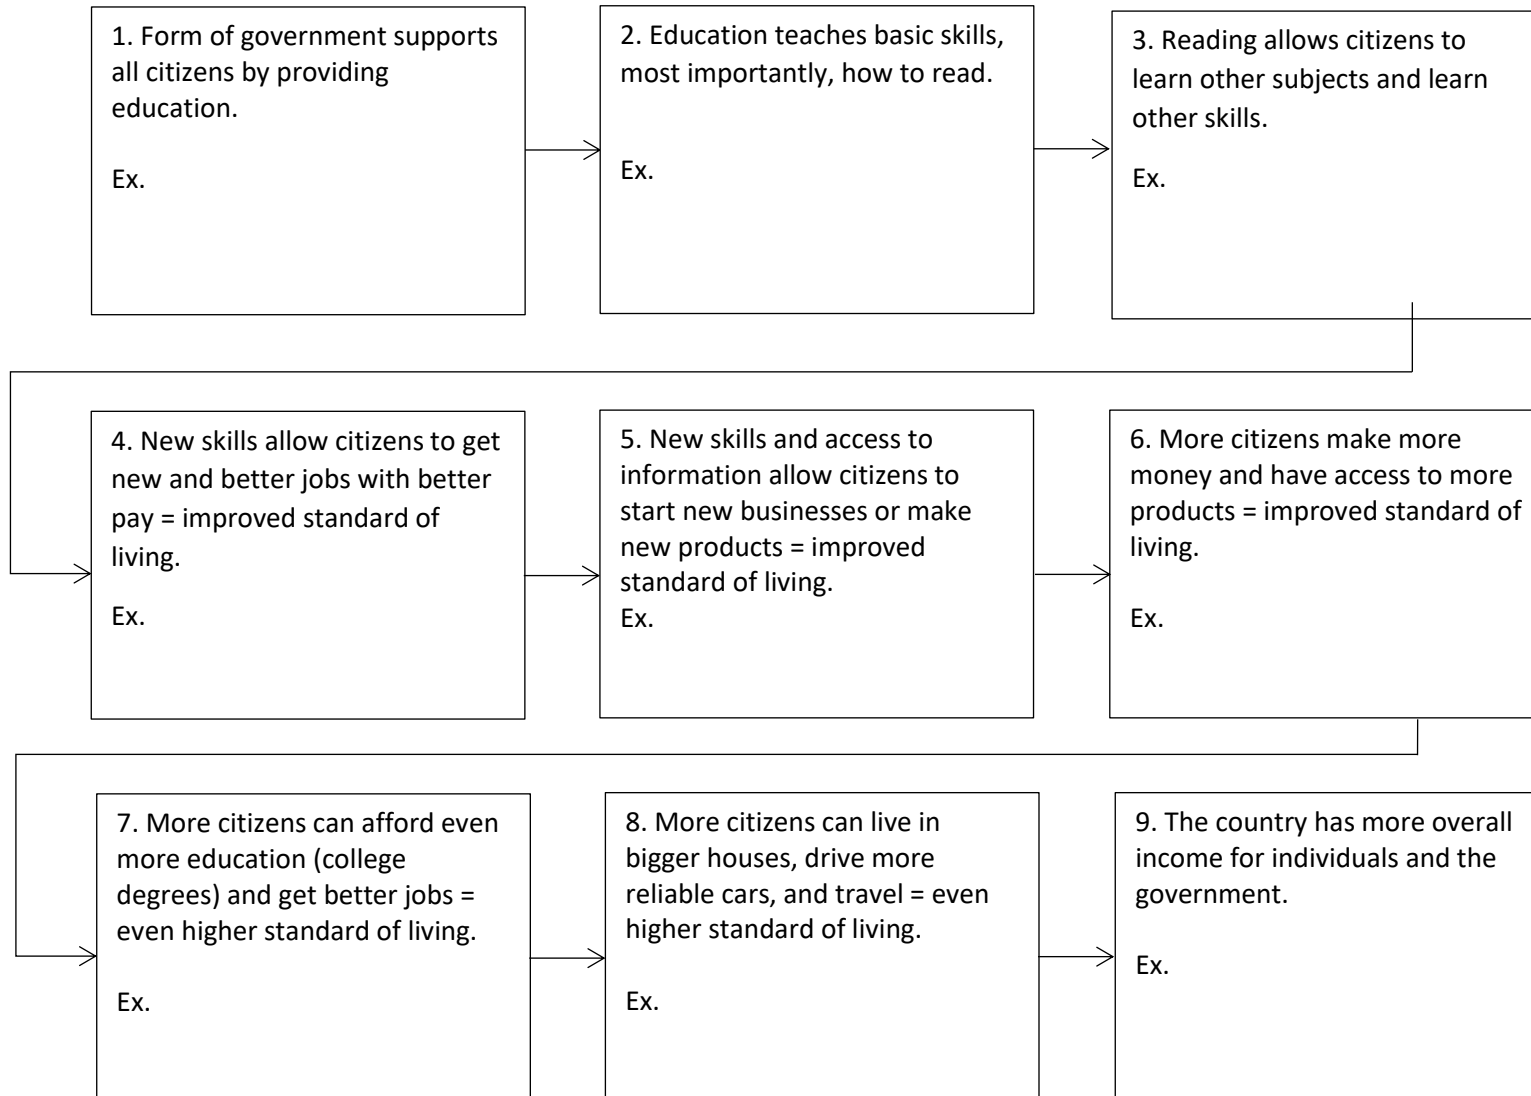 1. Form of government supports
all citizens by providing
education.
Ex.
2. Education teaches basic skills,
most importantly, how to read.
Ex.
3. Reading allows citizens to
learn other subjects and learn
other skills.
Ex.
4. New skills allow citizens to get
new and better jobs with better
pay = improved standard of
living.
Ex.
5. New skills and access to
information allow citizens to
start new businesses or make
new products = improved
standard of living.
Ex.
6. More citizens make more
money and have access to more
products = improved standard of
living.
Ex.
7. More citizens can afford even
more education (college
degrees) and get better jobs =
even higher standard of living.
Ex.
8. More citizens can live in
bigger houses, drive more
reliable cars, and travel = even
higher standard of living.
Ex.
9. The country has more overall
income for individuals and the
government.
Ex.